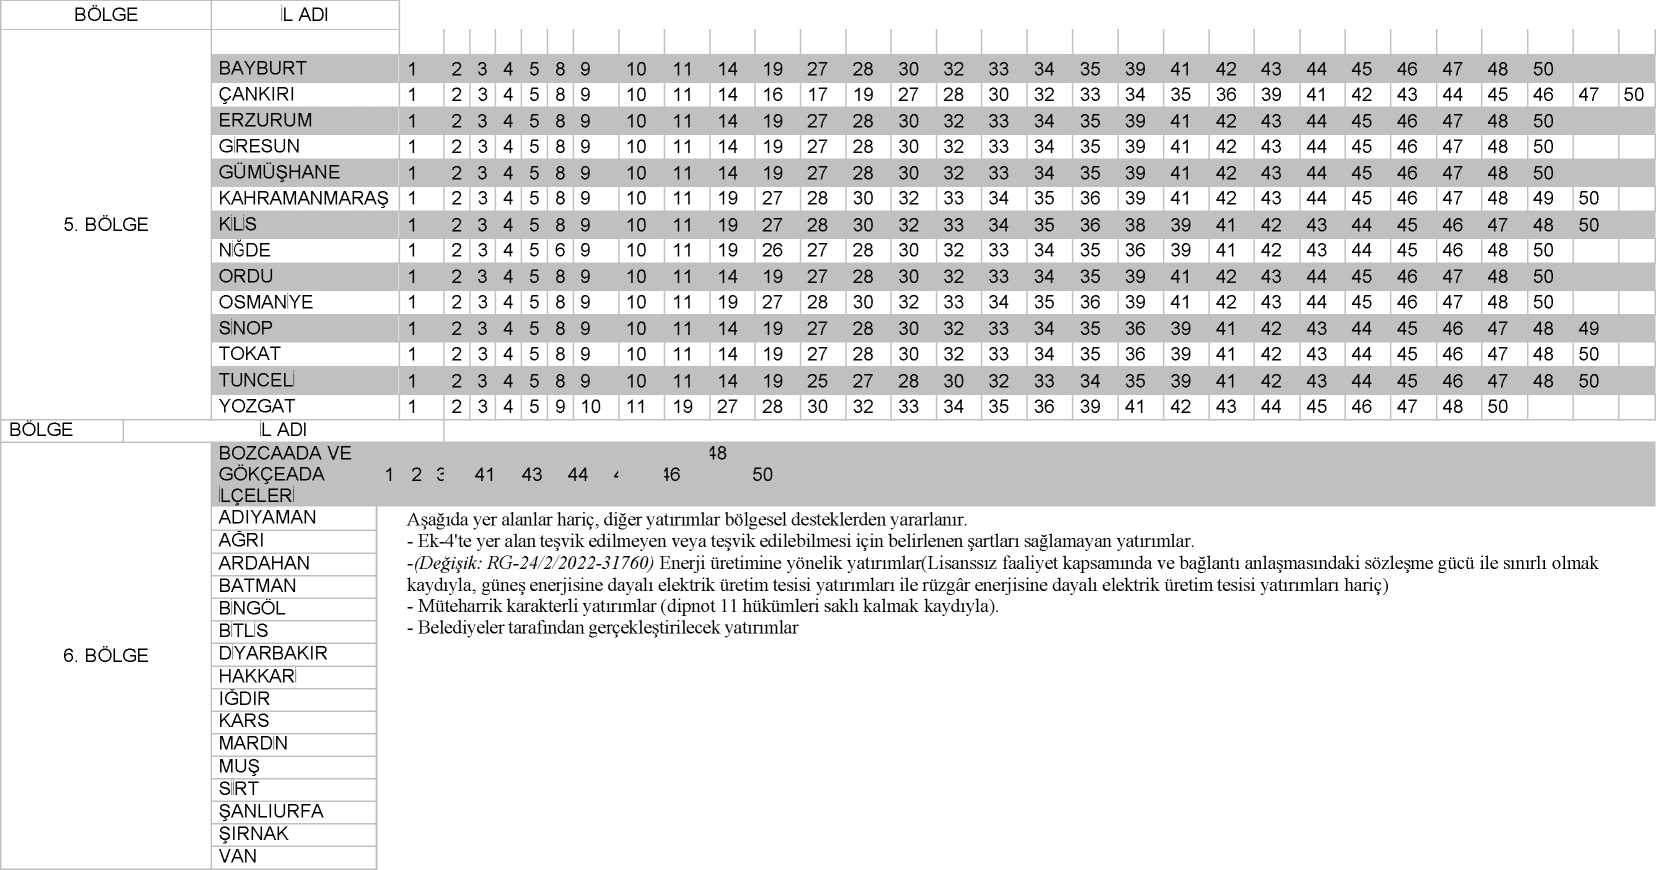 BÖLGE İL ADI
BAYBURT 1 2 3 4 5 8 9 10 11 14 19 27 28 30 32 33 34 35 39 41 42 43 44 45 46 47 48 50
ÇANKIRI 1 2 3 4 5 8 9 10 11 14 16 17 19 27 28 30 32 33 34 35 36 39 41 42 43 44 45 46 47 50
ERZURUM 1 2 3 4 5 8 9 10 11 14 19 27 28 30 32 33 34 35 39 41 42 43 44 45 46 47 48 50
GİRESUN 1 2 3 4 5 8 9 10 11 14 19 27 28 30 32 33 34 35 39 41 42 43 44 45 46 47 48 50
GÜMÜŞHANE 1 2 3 4 5 8 9 10 11 14 19 27 28 30 32 33 34 35 39 41 42 43 44 45 46 47 48 50
KAHRAMANMARAŞ 1 2 3 4 5 8 9 10 11 19 27 28 30 32 33 34 35 36 39 41 42 43 44 45 46 47 48 49 50
5. BÖLGE
KİLİS 1 2 3 4 5 8 9 10 11 19 27 28 30 32 33 34 35 36 38 39 41 42 43 44 45 46 47 48 50
NİĞDE 1 2 3 4 5 6 9 10 11 19 26 27 28 30 32 33 34 35 36 39 41 42 43 44 45 46 47 48 50
ORDU 1 2 3 4 5 8 9 10 11 14 19 27 28 30 32 33 34 35 39 41 42 43 44 45 46 47 48 50
OSMANİYE 1 2 3 4 5 8 9 10 11 19 27 28 30 32 33 34 35 36 39 41 42 43 44 45 46 47 48 50
SİNOP 1 2 3 4 5 8 9 10 11 14 19 27 28 30 32 33 34 35 36 39 41 42 43 44 45 46 47 48 49
TOKAT 1 2 3 4 5 8 9 10 11 14 19 27 28 30 32 33 34 35 36 39 41 42 43 44 45 46 47 48 50
TUNCELİ 1 2 3 4 5 8 9 10 11 14 19 25 27 28 30 32 33 34 35 39 41 42 43 44 45 46 47 48 50
YOZGAT 1 2 3 4 5 9 10 11 19 27 28 30 32 33 34 35 36 39 41 42 43 44 45 46 47 48 50
BÖLGE İL ADI
BOZCAADA VE 48
GÖKÇEADA 1 2 3 41 43 44 46 50
İLÇELERİ
ADIYAMAN
AĞRI
ARDAHAN
BATMAN
BİNGÖL
BİTLİS
DİYARBAKIR
6. BÖLGE
HAKKARİ
IĞDIR
KARS
MARDİN
MUŞ
SİİRT
ŞANLIURFA
ŞIRNAK
VAN
Aşağıda yer alanlar hariç, diğer yatırımlar bölgesel desteklerden yararlanır.
- Ek-4'te yer alan teşvik edilmeyen veya teşvik edilebilmesi için belirlenen şartları sağlamayan yatırımlar.
-(Değişik: RG-24/2/2022-31760) Enerji üretimine yönelik yatırımlar(Lisanssız faaliyet kapsamında ve bağlantı anlaşmasındaki sözleşme gücü ile sınırlı olmak
kaydıyla, güneş enerjisine dayalı elektrik üretim tesisi yatırımları ile rüzgâr enerjisine dayalı elektrik üretim tesisi yatırımları hariç)
- Müteharrik karakterli yatırımlar (dipnot 11 hükümleri saklı kalmak kaydıyla).
- Belediyeler tarafından gerçekleştirilecek yatırımlar